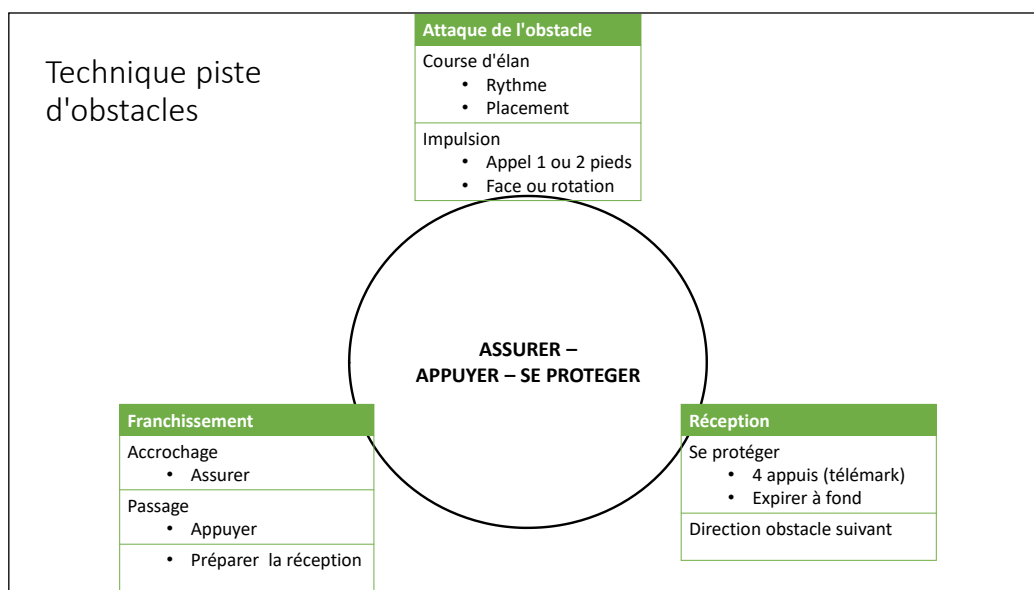 Technique piste
d'obstacles
Attaque de l'obstacle
Course d'élan
• Rythme
• Placement
Impulsion
• Appel 1 ou 2 pieds
• Face ou rotation
ASSURER –
APPUYER – SE PROTEGER
Franchissement
Accrochage
• Assurer
Passage
• Appuyer
• Préparer la réception
Réception
Se protéger
• 4 appuis (télémark)
• Expirer à fond
Direction obstacle suivant